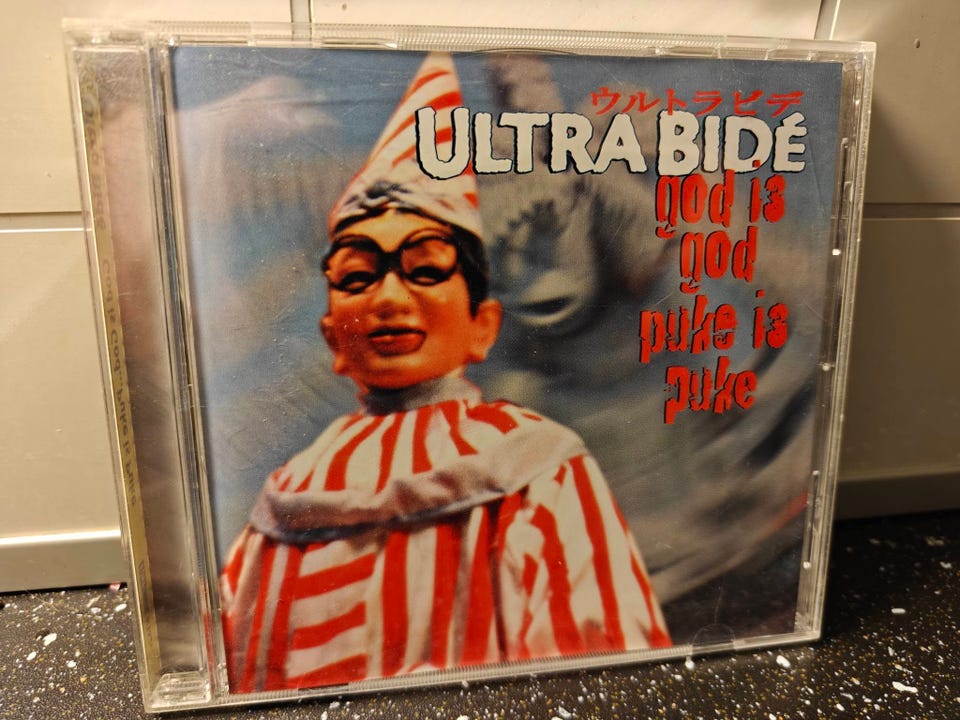 ウルトラビデ
ULTRA BIDÉ
god is
god
puke is
puke